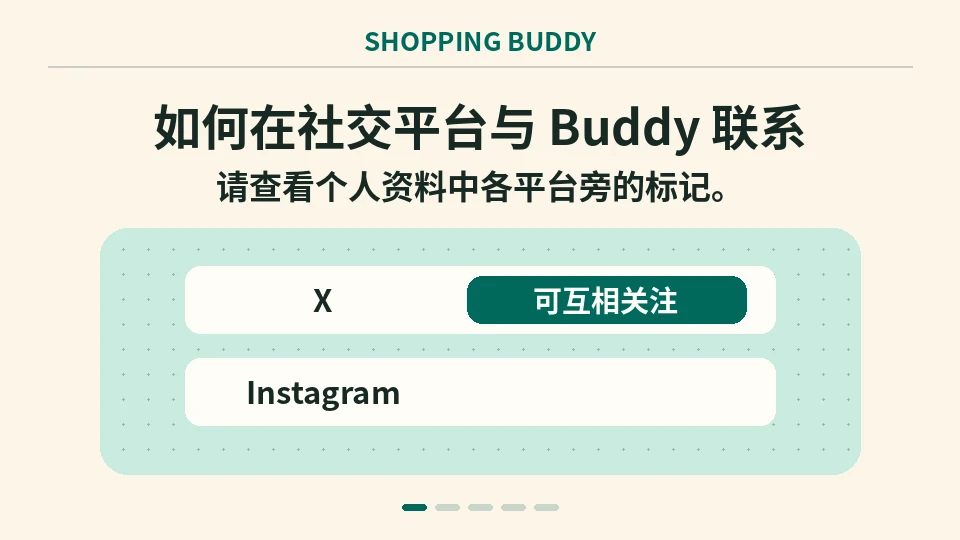 SHOPPING BUDDY
如何在社交平台与 Buddy 联系
请查看个人资料中各平台旁的标记。
X 可互相关注
Instagram